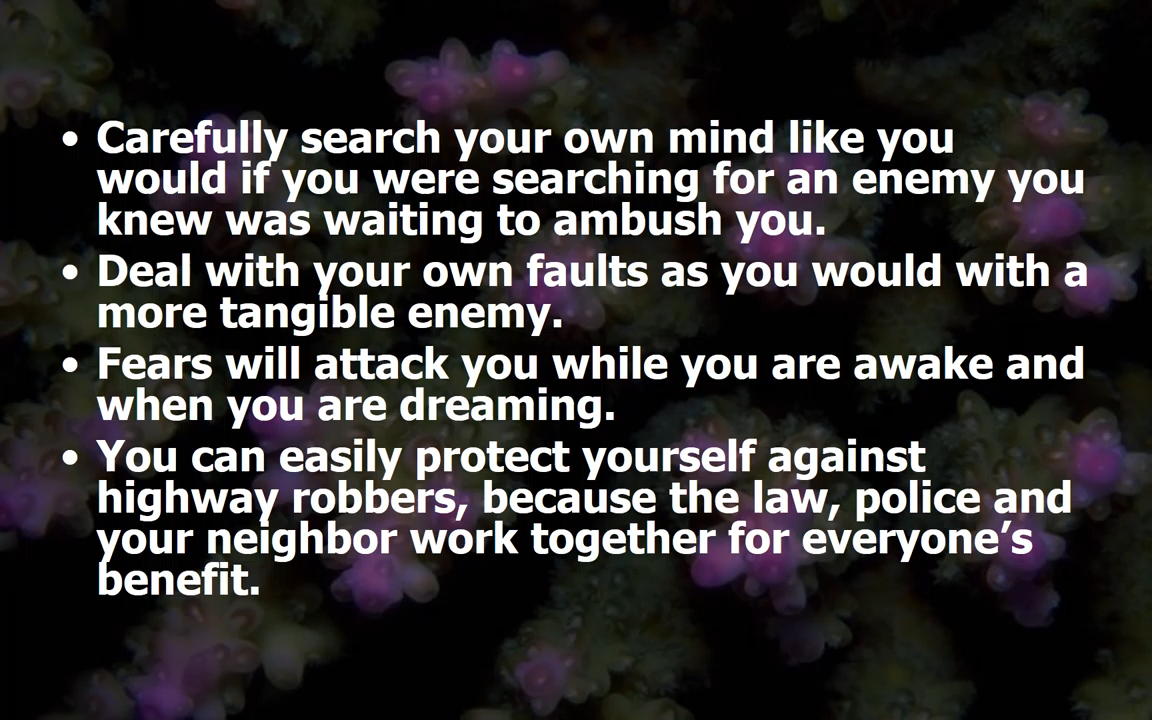 • Carefully search your own mind like you
would if you were searching for an enemy you
knew was waiting to ambush you.
• Deal with your own faults as you would with a
more tangible enemy.
• Fears will attack you while you are awake and
when you are dreaming.
• You can easily protect yourself against
highway robbers, because the law, police and
your neighbor work together for everyone’s
benefit.